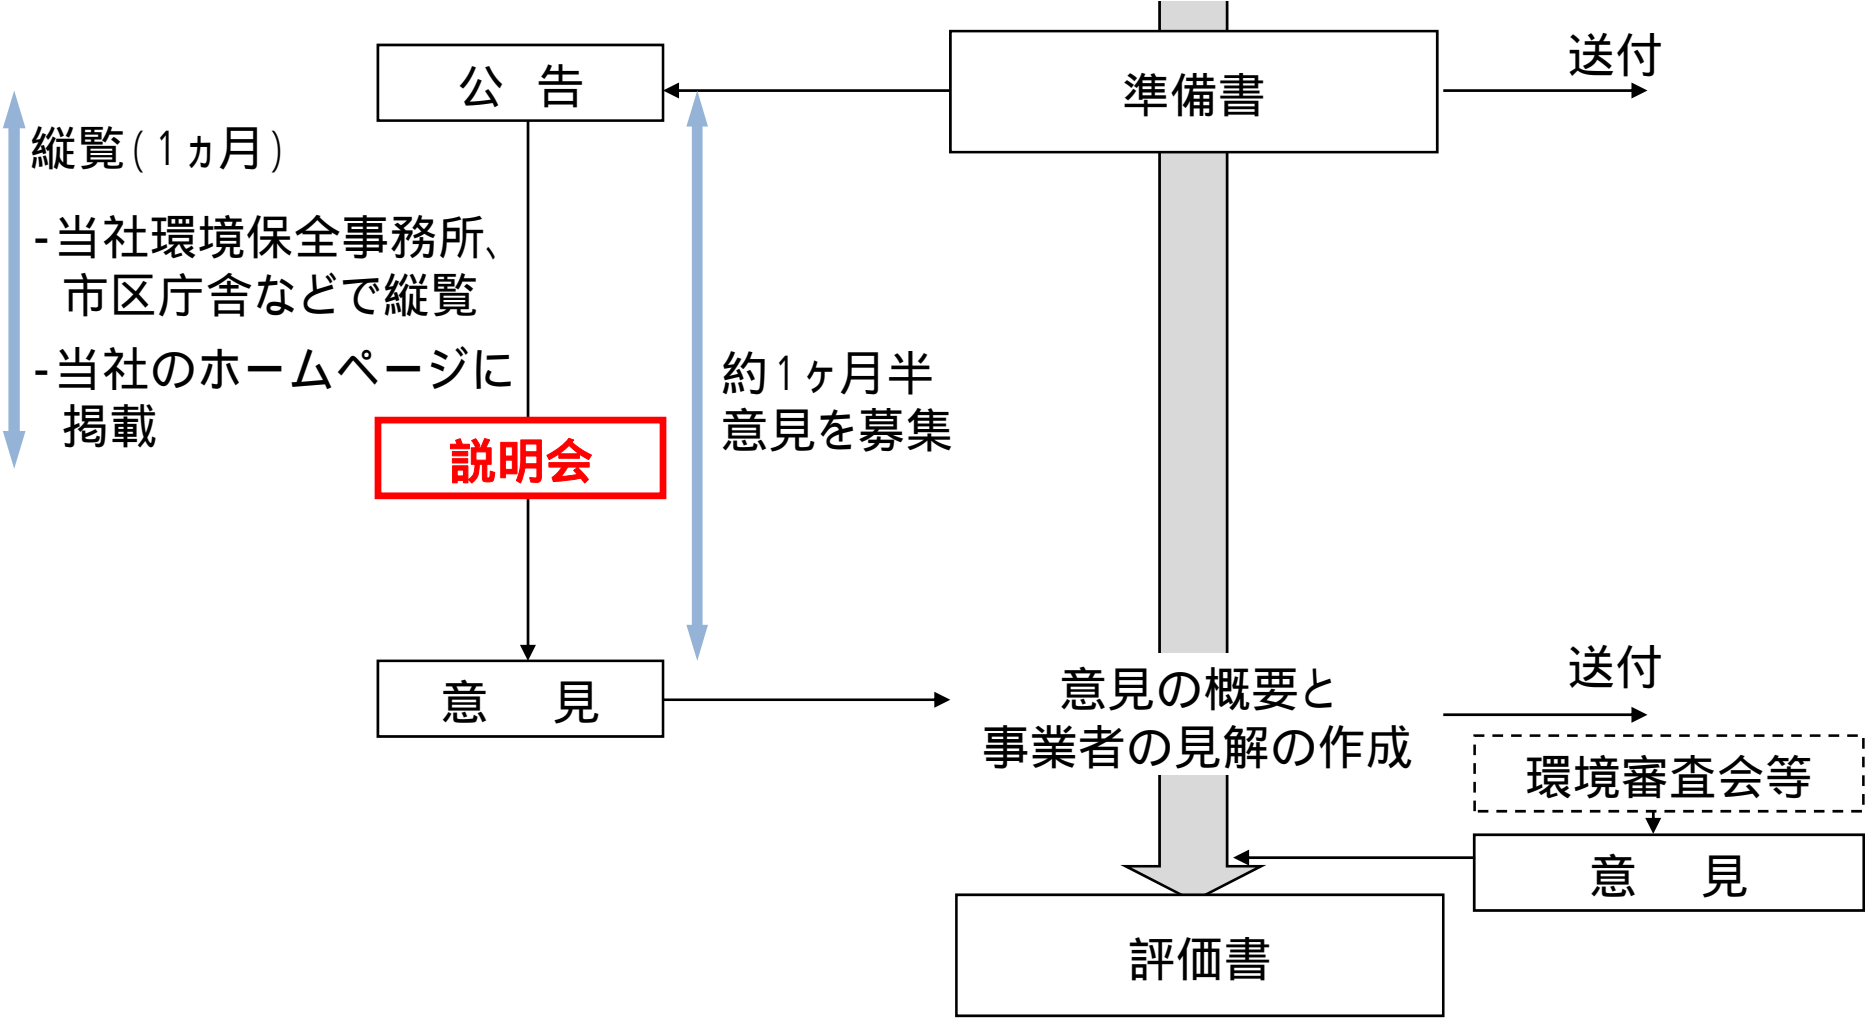 公 告
準備書
送付
縦覧(1ヵ月)
-当社環境保全事務所、
市区庁舎などで縦覧
-当社のホームページに
掲載
約1ヶ月半
意見を募集
説明会
意 見
意見の概要と
事業者の見解の作成
送付
環境審査会等
意 見
評価書